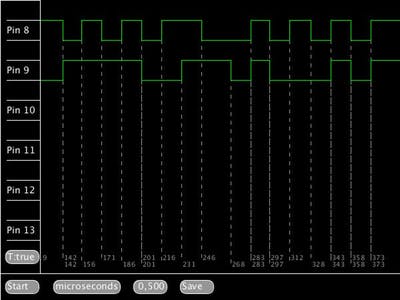 Pin 8
Pin 9
Pin 10
Pin 11
Pin 12
Pin 13
T:true 9 142 171 201 216 246 283 297 312 343 358 373
142 156 186 201 231 268 283 297 328 343 358 373
Start microseconds 0,500 Save